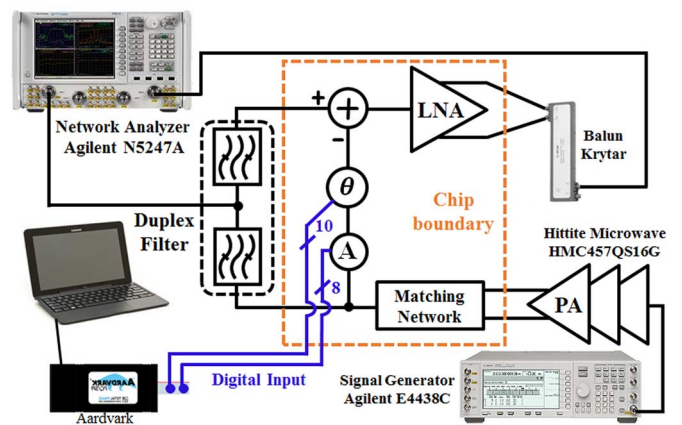 Network Analyzer
Agilent N5247A
Duplex
Filter
+
+
−
LNA
θ
10
A
8
Chip
boundary
Balun
Krytar
Hittite Microwave
HMC457QS16G
Matching
Network
PA
Digital Input
AARDVARK
Aardvark
Signal Generator
Agilent E4438C